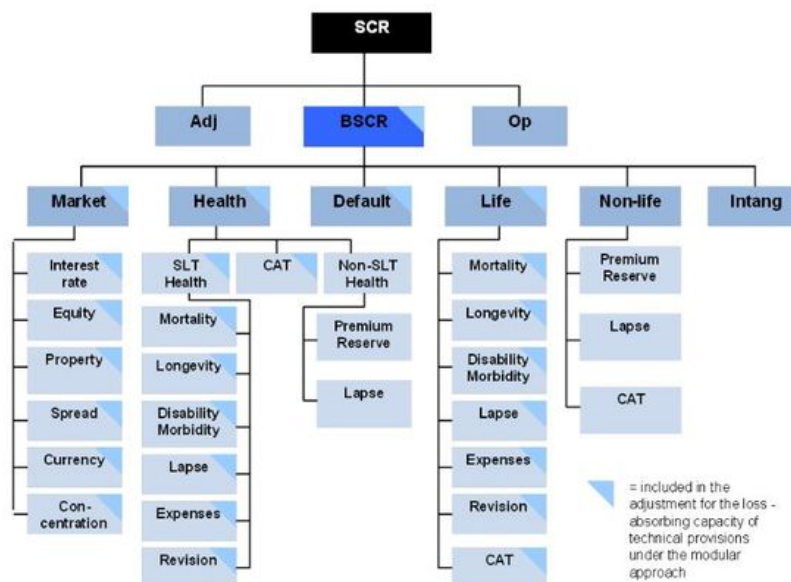 SCR
Adj
BSCR
Op
Market
Health
Default
Life
Non-life
Intang
Interest
rate
Equity
Property
Spread
Currency
Con-
centration
SLT
Health
Mortality
Longevity
Disability
Morbidity
Lapse
Expenses
Revision
CAT
Non-SLT
Health
Premium
Reserve
Lapse
Mortality
Longevity
Disability
Morbidity
Lapse
Expenses
Revision
CAT
Premium
Reserve
Lapse
CAT
= included in the
adjustment for the loss -
absorbing capacity of
technical provisions
under the modular
approach